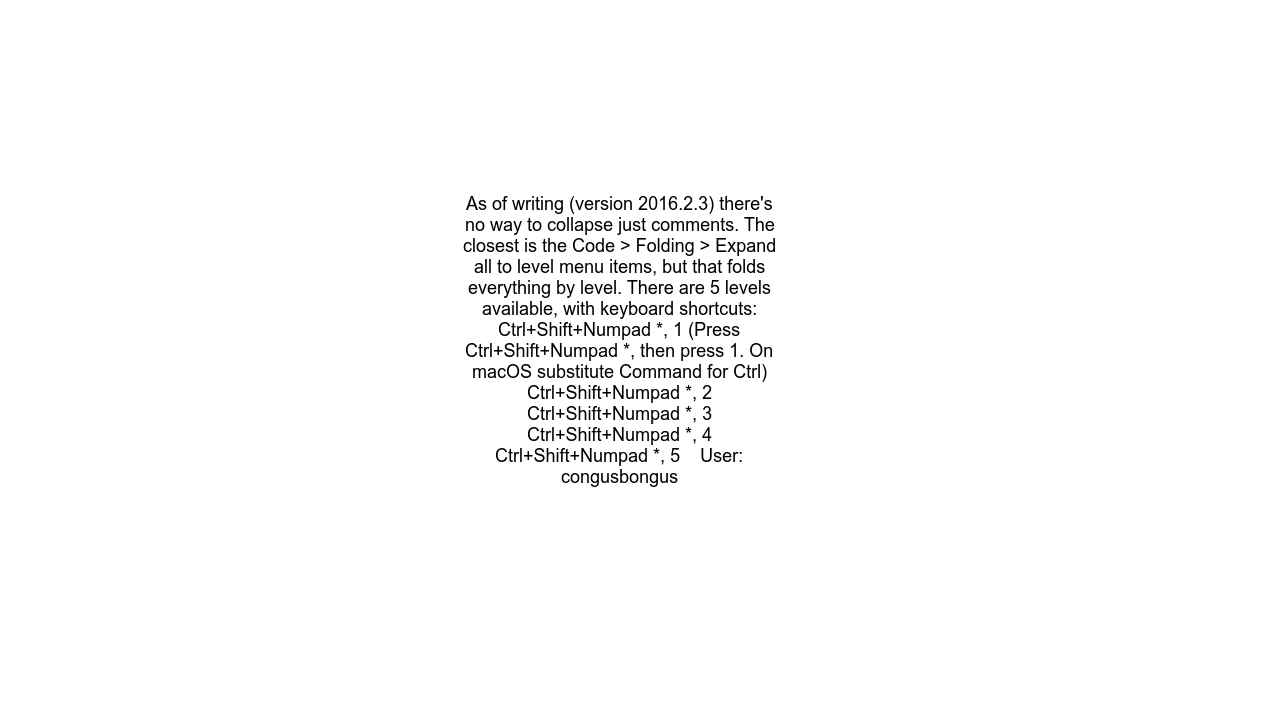 As of writing (version 2016.2.3) there's
no way to collapse just comments. The
closest is the Code > Folding > Expand
all to level menu items, but that folds
everything by level. There are 5 levels
available, with keyboard shortcuts:
Ctrl+Shift+Numpad *, 1 (Press
Ctrl+Shift+Numpad *, then press 1. On
macOS substitute Command for Ctrl)
Ctrl+Shift+Numpad *, 2
Ctrl+Shift+Numpad *, 3
Ctrl+Shift+Numpad *, 4
Ctrl+Shift+Numpad *, 5    User:
congusbongus